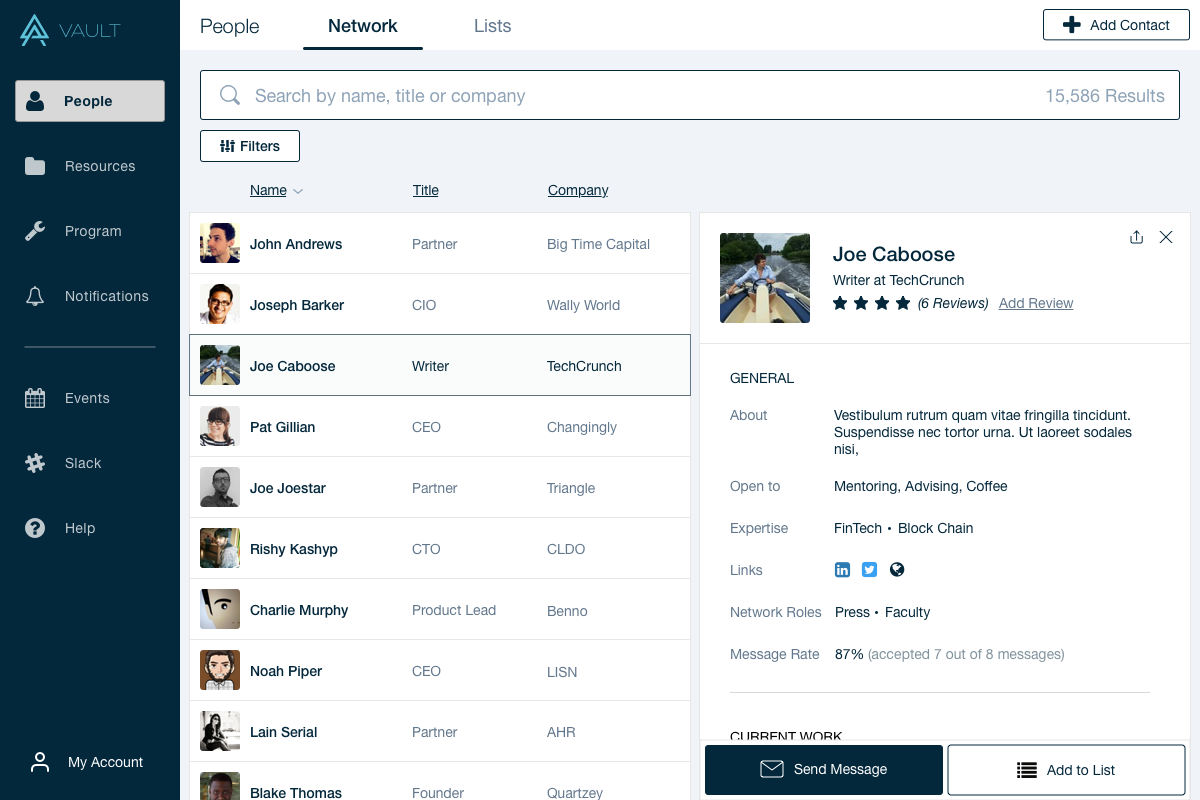 VAULT
People
Resources
Program
Notifications
Events
Slack
Help
My Account
People Network Lists
Add Contact
Search by name, title or company 15,586 Results
Filters
Name Title Company
John Andrews Partner Big Time Capital
Joseph Barker CIO Wally World
Joe Caboose Writer TechCrunch
Pat Gillian CEO Changingly
Joe Joestar Partner Triangle
Rishy Kashyp CTO CLDO
Charlie Murphy Product Lead Benno
Noah Piper CEO LISN
Lain Serial Partner AHR
Blake Thomas Founder Quartzey
Joe Caboose
Writer at TechCrunch
(6 Reviews) Add Review
GENERAL
About Vestibulum rutrum quam vitae fringilla tincidunt.
Suspendisse nec tortor urna. Ut laoreet sodales
nisi,
Open to Mentoring, Advising, Coffee
Expertise FinTech • Block Chain
Links in
Network Roles Press • Faculty
Message Rate 87% (accepted 7 out of 8 messages)
CURRENT WORK
Send Message Add to List